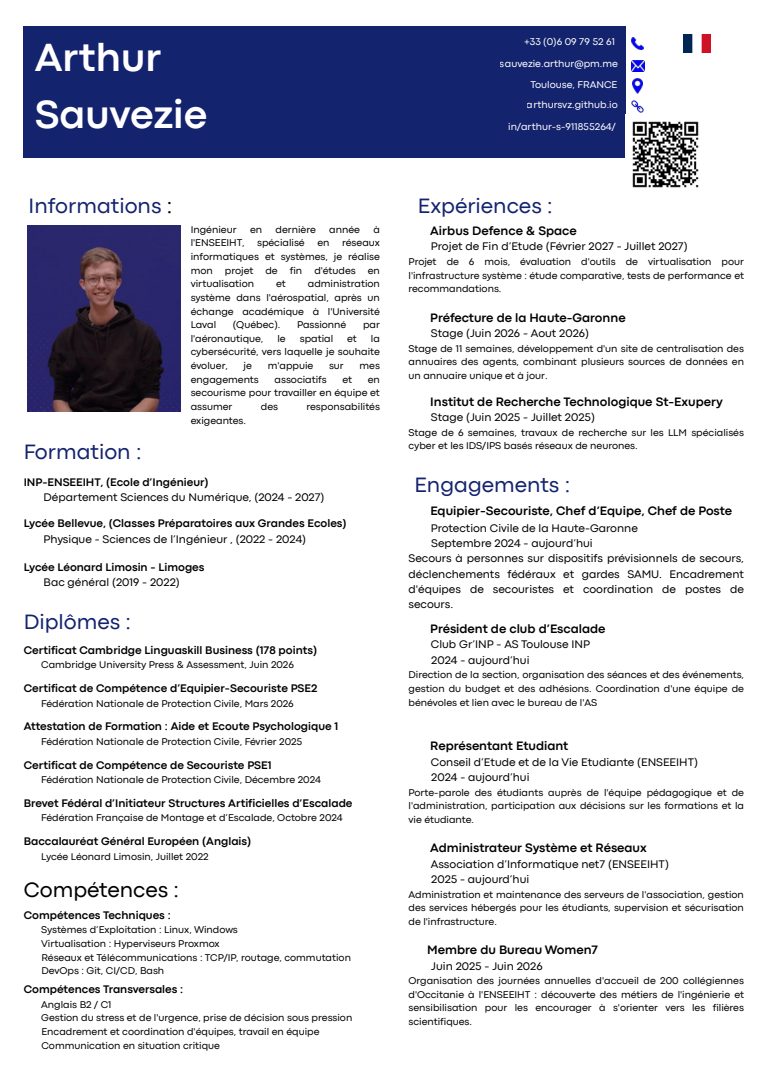 Arthur
Sauvezie
+33 (0)6 09 79 52 61
sauvezie.arthur@pm.me
Toulouse, FRANCE
arthursvz.github.io
in/arthur-s-911855264/
Informations :
Ingénieur en dernière année à
l'ENSEEIHT, spécialisé en réseaux
informatiques et systèmes, je réalise
mon projet de fin d'études en
virtualisation et administration
système dans l'aérospatial, après un
échange académique à l'Université
Laval (Québec). Passionné par
l'aéronautique, le spatial et la
cybersécurité, vers laquelle je souhaite
évoluer, je m'appuie sur mes
engagements associatifs et en
secourisme pour travailler en équipe et
assumer des responsabilités
exigeantes.
Formation :
INP-ENSEEIHT, (Ecole d'Ingénieur)
Département Sciences du Numérique, (2024 - 2027)
Lycée Bellevue, (Classes Préparatoires aux Grandes Ecoles)
Physique - Sciences de l'Ingénieur , (2022 - 2024)
Lycée Léonard Limosin - Limoges
Bac général (2019 - 2022)
Diplômes :
Certificat Cambridge Linguaskill Business (178 points)
Cambridge University Press & Assessment, Juin 2026
Certificat de Compétence d'Equipier-Secouriste PSE2
Fédération Nationale de Protection Civile, Mars 2026
Attestation de Formation : Aide et Ecoute Psychologique 1
Fédération Nationale de Protection Civile, Février 2025
Certificat de Compétence de Secouriste PSE1
Fédération Nationale de Protection Civile, Décembre 2024
Brevet Fédéral d'Initiateur Structures Artificielles d'Escalade
Fédération Française de Montage et d'Escalade, Octobre 2024
Baccalauréat Général Européen (Anglais)
Lycée Léonard Limosin, Juillet 2022
Compétences :
Compétences Techniques :
Systèmes d'Exploitation : Linux, Windows
Virtualisation : Hyperviseurs Proxmox
Réseaux et Télécommunications : TCP/IP, routage, commutation
DevOps : Git, CI/CD, Bash
Compétences Transversales :
Anglais B2 / C1
Gestion du stress et de l'urgence, prise de décision sous pression
Encadrement et coordination d'équipes, travail en équipe
Communication en situation critique
Expériences :
Airbus Defence & Space
Projet de Fin d'Etude (Février 2027 - Juillet 2027)
Projet de 6 mois, évaluation d'outils de virtualisation pour
l'infrastructure système : étude comparative, tests de performance et
recommandations.
Préfecture de la Haute-Garonne
Stage (Juin 2026 - Aout 2026)
Stage de 11 semaines, développement d'un site de centralisation des
annuaires des agents, combinant plusieurs sources de données en
un annuaire unique et à jour.
Institut de Recherche Technologique St-Exupery
Stage (Juin 2025 - Juillet 2025)
Stage de 6 semaines, travaux de recherche sur les LLM spécialisés
cyber et les IDS/IPS basés réseaux de neurones.
Engagements :
Equipier-Secouriste, Chef d'Equipe, Chef de Poste
Protection Civile de la Haute-Garonne
Septembre 2024 - aujourd'hui
Secours à personnes sur dispositifs prévisionnels de secours,
déclenchements fédéraux et gardes SAMU. Encadrement
d'équipes de secouristes et coordination de postes de
secours.
Président de club d'Escalade
Club Gr'INP - AS Toulouse INP
2024 - aujourd'hui
Direction de la section, organisation des séances et des événements,
gestion du budget et des adhésions. Coordination d'une équipe de
bénévoles et lien avec le bureau de l'AS
Représentant Etudiant
Conseil d'Etude et de la Vie Etudiante (ENSEEIHT)
2024 - aujourd'hui
Porte-parole des étudiants auprès de l'équipe pédagogique et de
l'administration, participation aux décisions sur les formations et la
vie étudiante.
Administrateur Système et Réseaux
Association d'Informatique net7 (ENSEEIHT)
2025 - aujourd'hui
Administration et maintenance des serveurs de l'association, gestion
des services hébergés pour les étudiants, supervision et sécurisation
de l'infrastructure.
Membre du Bureau Women7
Juin 2025 - Juin 2026
Organisation des journées annuelles d'accueil de 200 collégiennes
d'Occitanie à l'ENSEEIHT : découverte des métiers de l'ingénierie et
sensibilisation pour les encourager à s'orienter vers les filières
scientifiques.